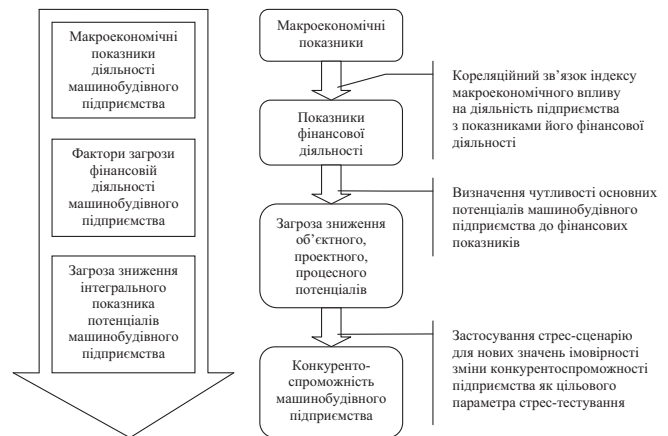 Макроекономічні
показники
діяльності
машинобудівного
підприємства
Фактори загрози
фінансовій
діяльності
машинобудівного
підприємства
Загроза зниження
інтегрального
показника
потенціалів
машинобудівного
підприємства
Макроекономічні
показники
Показники
фінансової
діяльності
Загроза зниження
об’єктного,
проектного,
процесного
потенціалів
Конкуренто-
спроможність
машинобудівного
підприємства
Кореляційний зв’язок індексу
макроекономічного впливу
на діяльність підприємства
з показниками його фінансової
діяльності
Визначення чутливості основних
потенціалів машинобудівного
підприємства до фінансових
показників
Застосування стрес-сценарію
для нових значень імовірності
зміни конкурентоспроможності
підприємства як цільового
параметра стрес-тестування